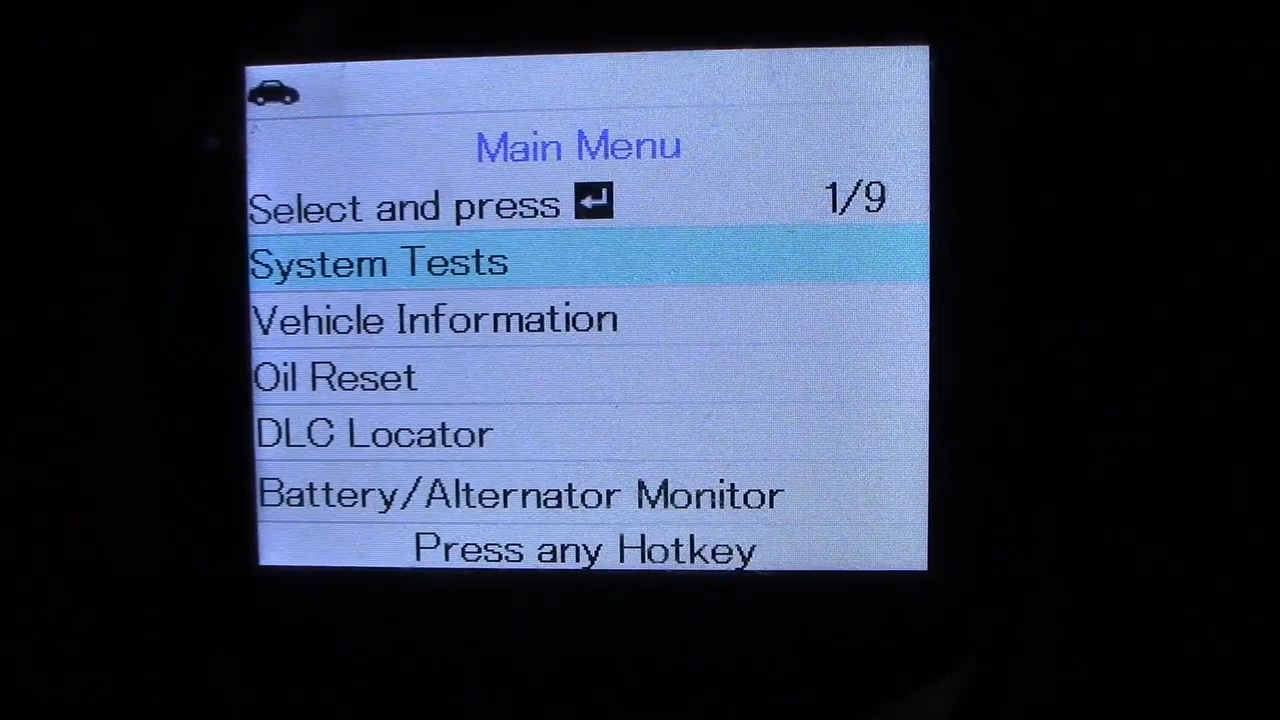 Main Menu
Select and press 1/9
System Tests
Vehicle Information
Oil Reset
DLC Locator
Battery/Alternator Monitor
Press any Hotkey